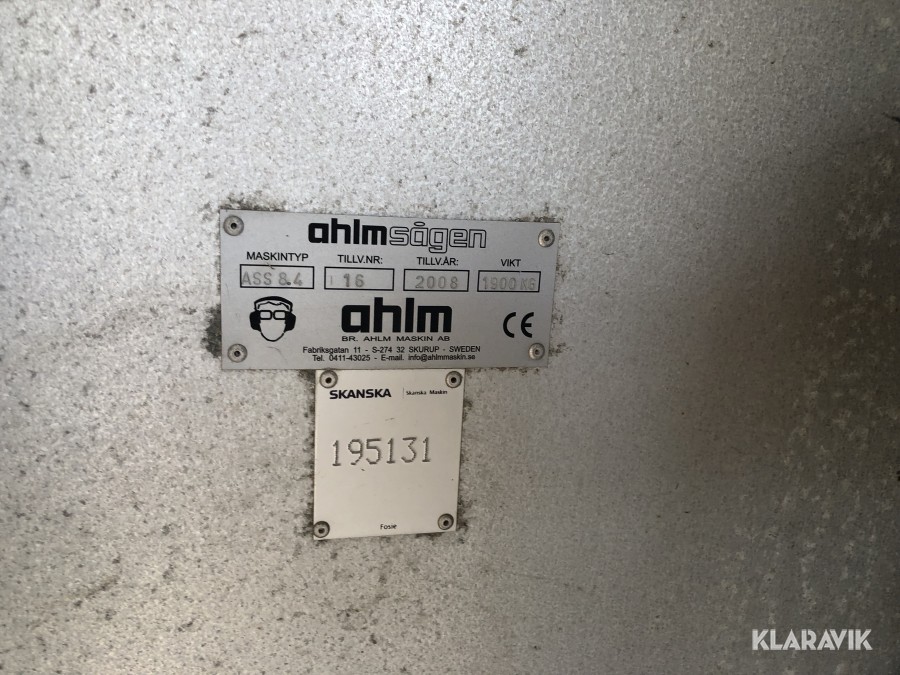 ahlmsågen
MASKINTYP TILLV.NR: TILLV.ÅR: VIKT
ASS 8.4 16 2008 1900 KG
ahlm
CE
BR. AHLM MASKIN AB
Fabriksgatan 11 - S-274 32 SKURUP - SWEDEN
Tel. 0411-43025 - E-mail. info@ahlmmaskin.se
SKANSKA Skanska Maskin
195131
Fosie
KLARAVIK